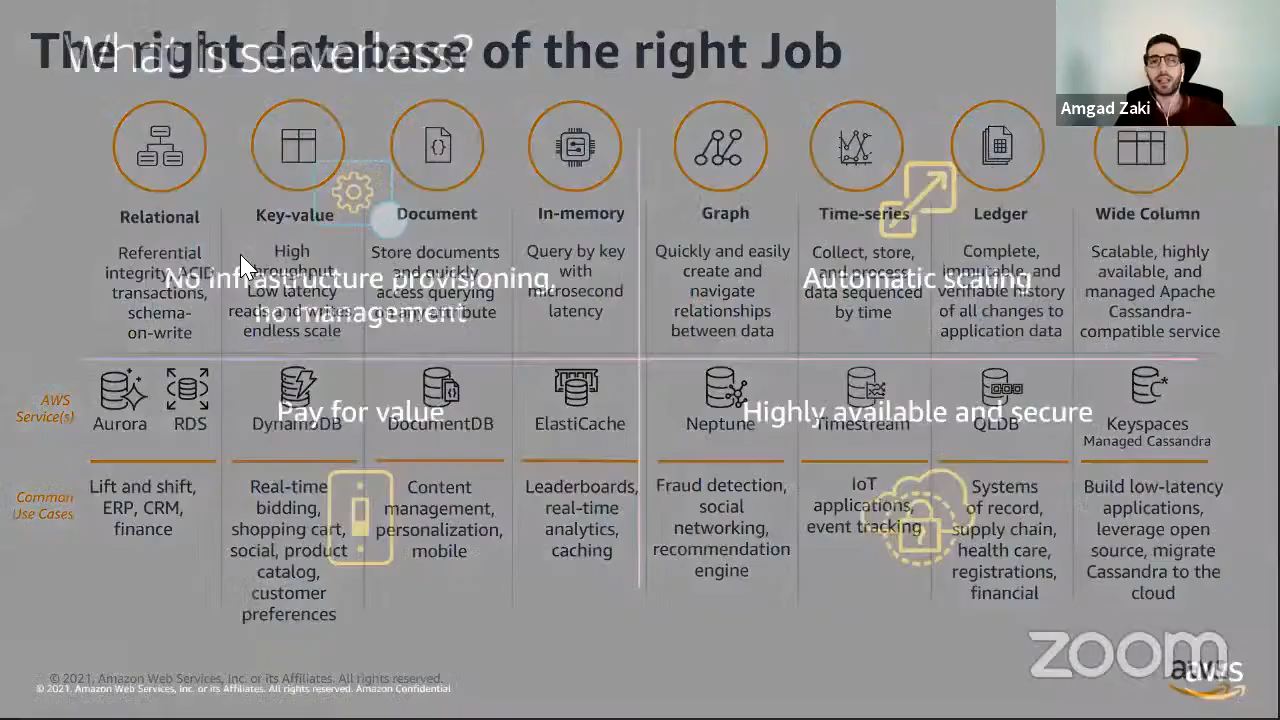 The right database of the right Job
What is serverless?
Amgad Zaki
Relational
Key-value
Document
In-memory
Graph
Time-series
Ledger
Wide Column
Referential
integrity, ACID
transactions,
schema-
on-write
High
throughput,
Low latency
reads and writes
endless scale
Store documents
and quickly
access querying
on any attribute
Query by key
with
microsecond
latency
Quickly and easily
create and
navigate
relationships
between data
Collect, store,
and process
data sequenced
by time
Complete,
immutable, and
verifiable history
of all changes to
application data
Scalable, highly
available, and
managed Apache
Cassandra-
compatible service
No infrastructure provisioning,
no management
Automatic scaling
AWS
Service(s)
Aurora
RDS
DynamoDB
DocumentDB
ElastiCache
Neptune
Timestream
QLDB
Keyspaces
Managed Cassandra
Pay for value
Highly available and secure
Common
Use Cases
Lift and shift,
ERP, CRM,
finance
Real-time
bidding,
shopping cart,
social, product
catalog,
customer
preferences
Content
management,
personalization,
mobile
Leaderboards,
real-time
analytics,
caching
Fraud detection,
social
networking,
recommendation
engine
IoT
applications,
event tracking
Systems
of record,
supply chain,
health care,
registrations,
financial
Build low-latency
applications,
leverage open
source, migrate
Cassandra to the
cloud
© 2021, Amazon Web Services, Inc. or its Affiliates. All rights reserved.
© 2021, Amazon Web Services, Inc. or its Affiliates. All rights reserved. Amazon Confidential
zoom
aws
aws